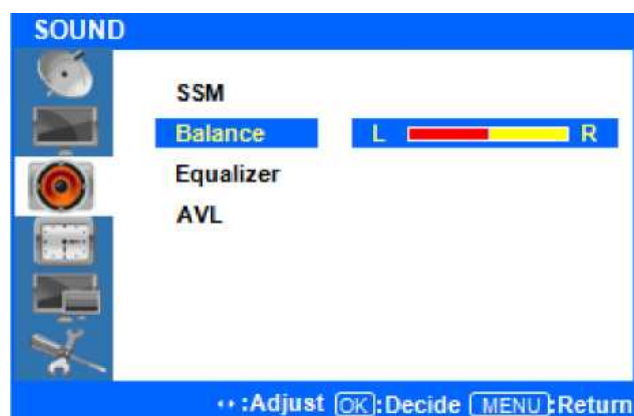 SOUND
SSM
Balance L R
Equalizer
AVL
↔ :Adjust OK :Decide MENU :Return